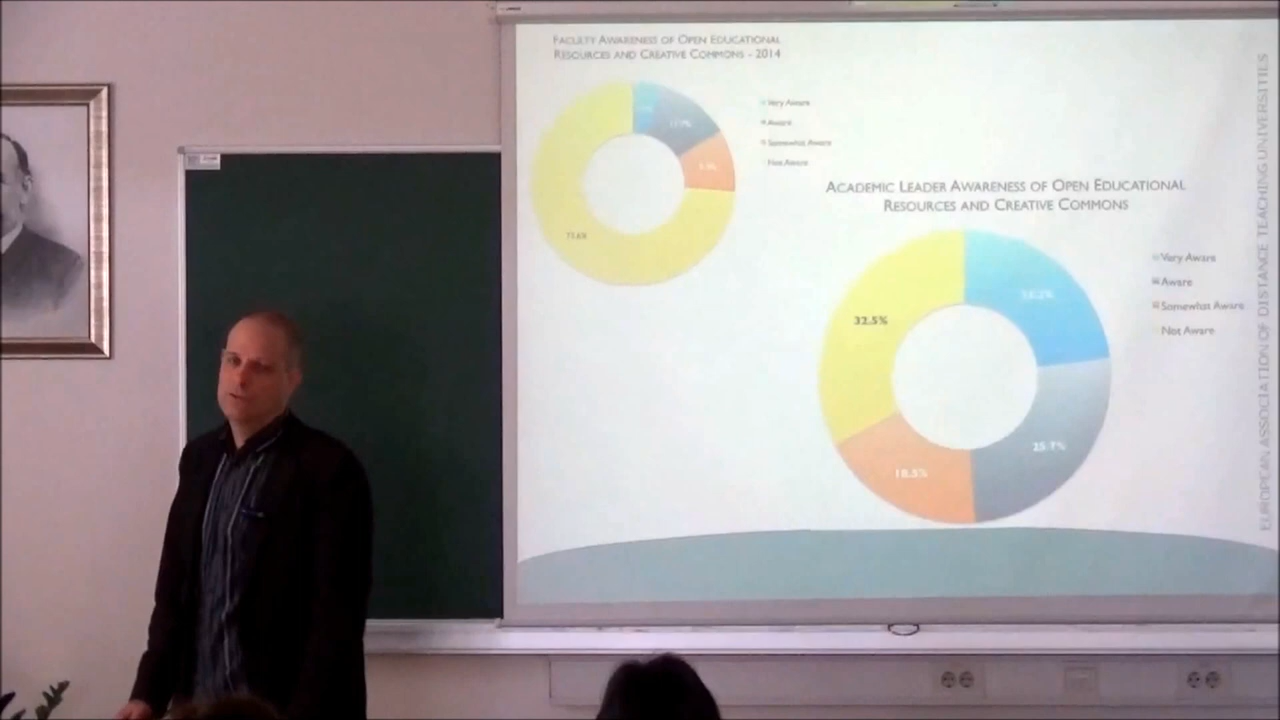 FACULTY AWARENESS OF OPEN EDUCATIONAL
RESOURCES AND CREATIVE COMMONS - 2014
Very Aware
Aware
Somewhat Aware
Not Aware
ACADEMIC LEADER AWARENESS OF OPEN EDUCATIONAL
RESOURCES AND CREATIVE COMMONS
32.5%
25.7%
18.5%
Very Aware
Aware
Somewhat Aware
Not Aware
EUROPEAN ASSOCIATION OF DISTANCE TEACHING UNIVERSITIES